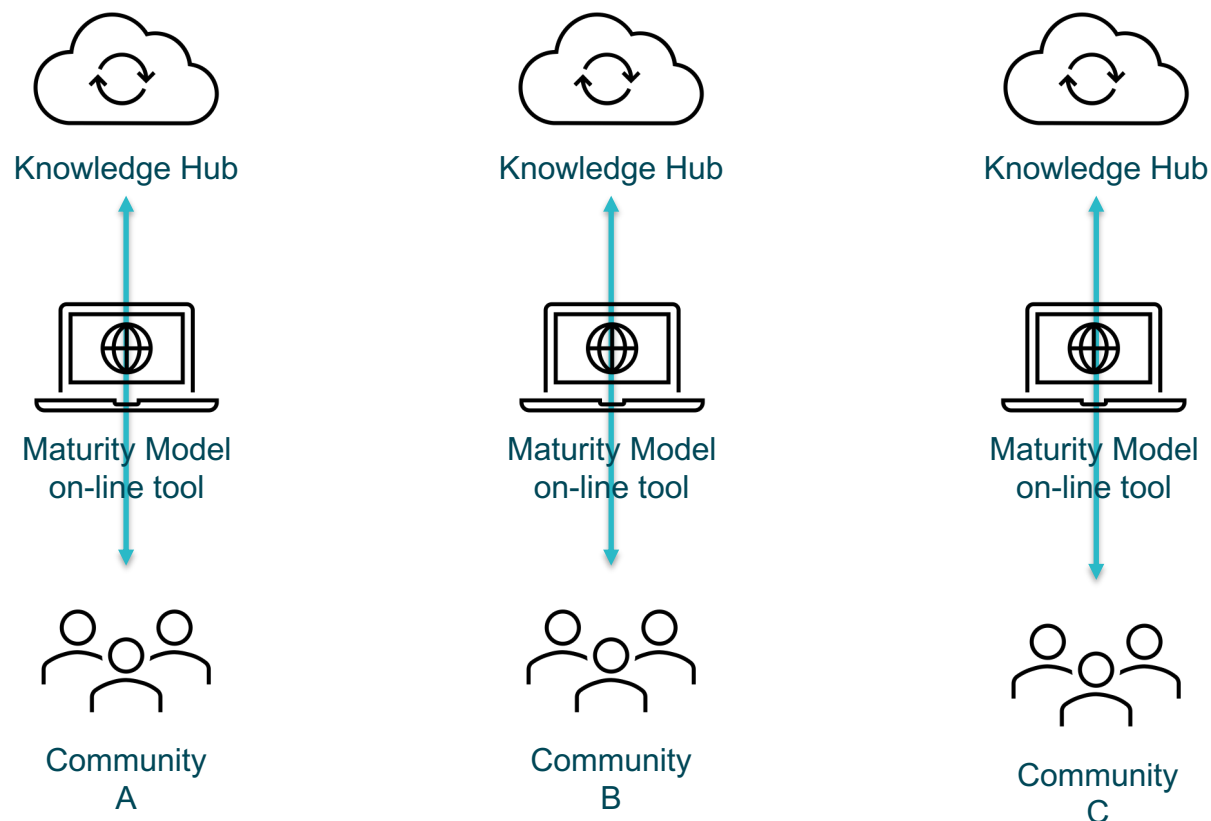 Knowledge Hub
Knowledge Hub
Knowledge Hub
Maturity Model
on-line tool
Maturity Model
on-line tool
Maturity Model
on-line tool
Community
A
Community
B
Community
C